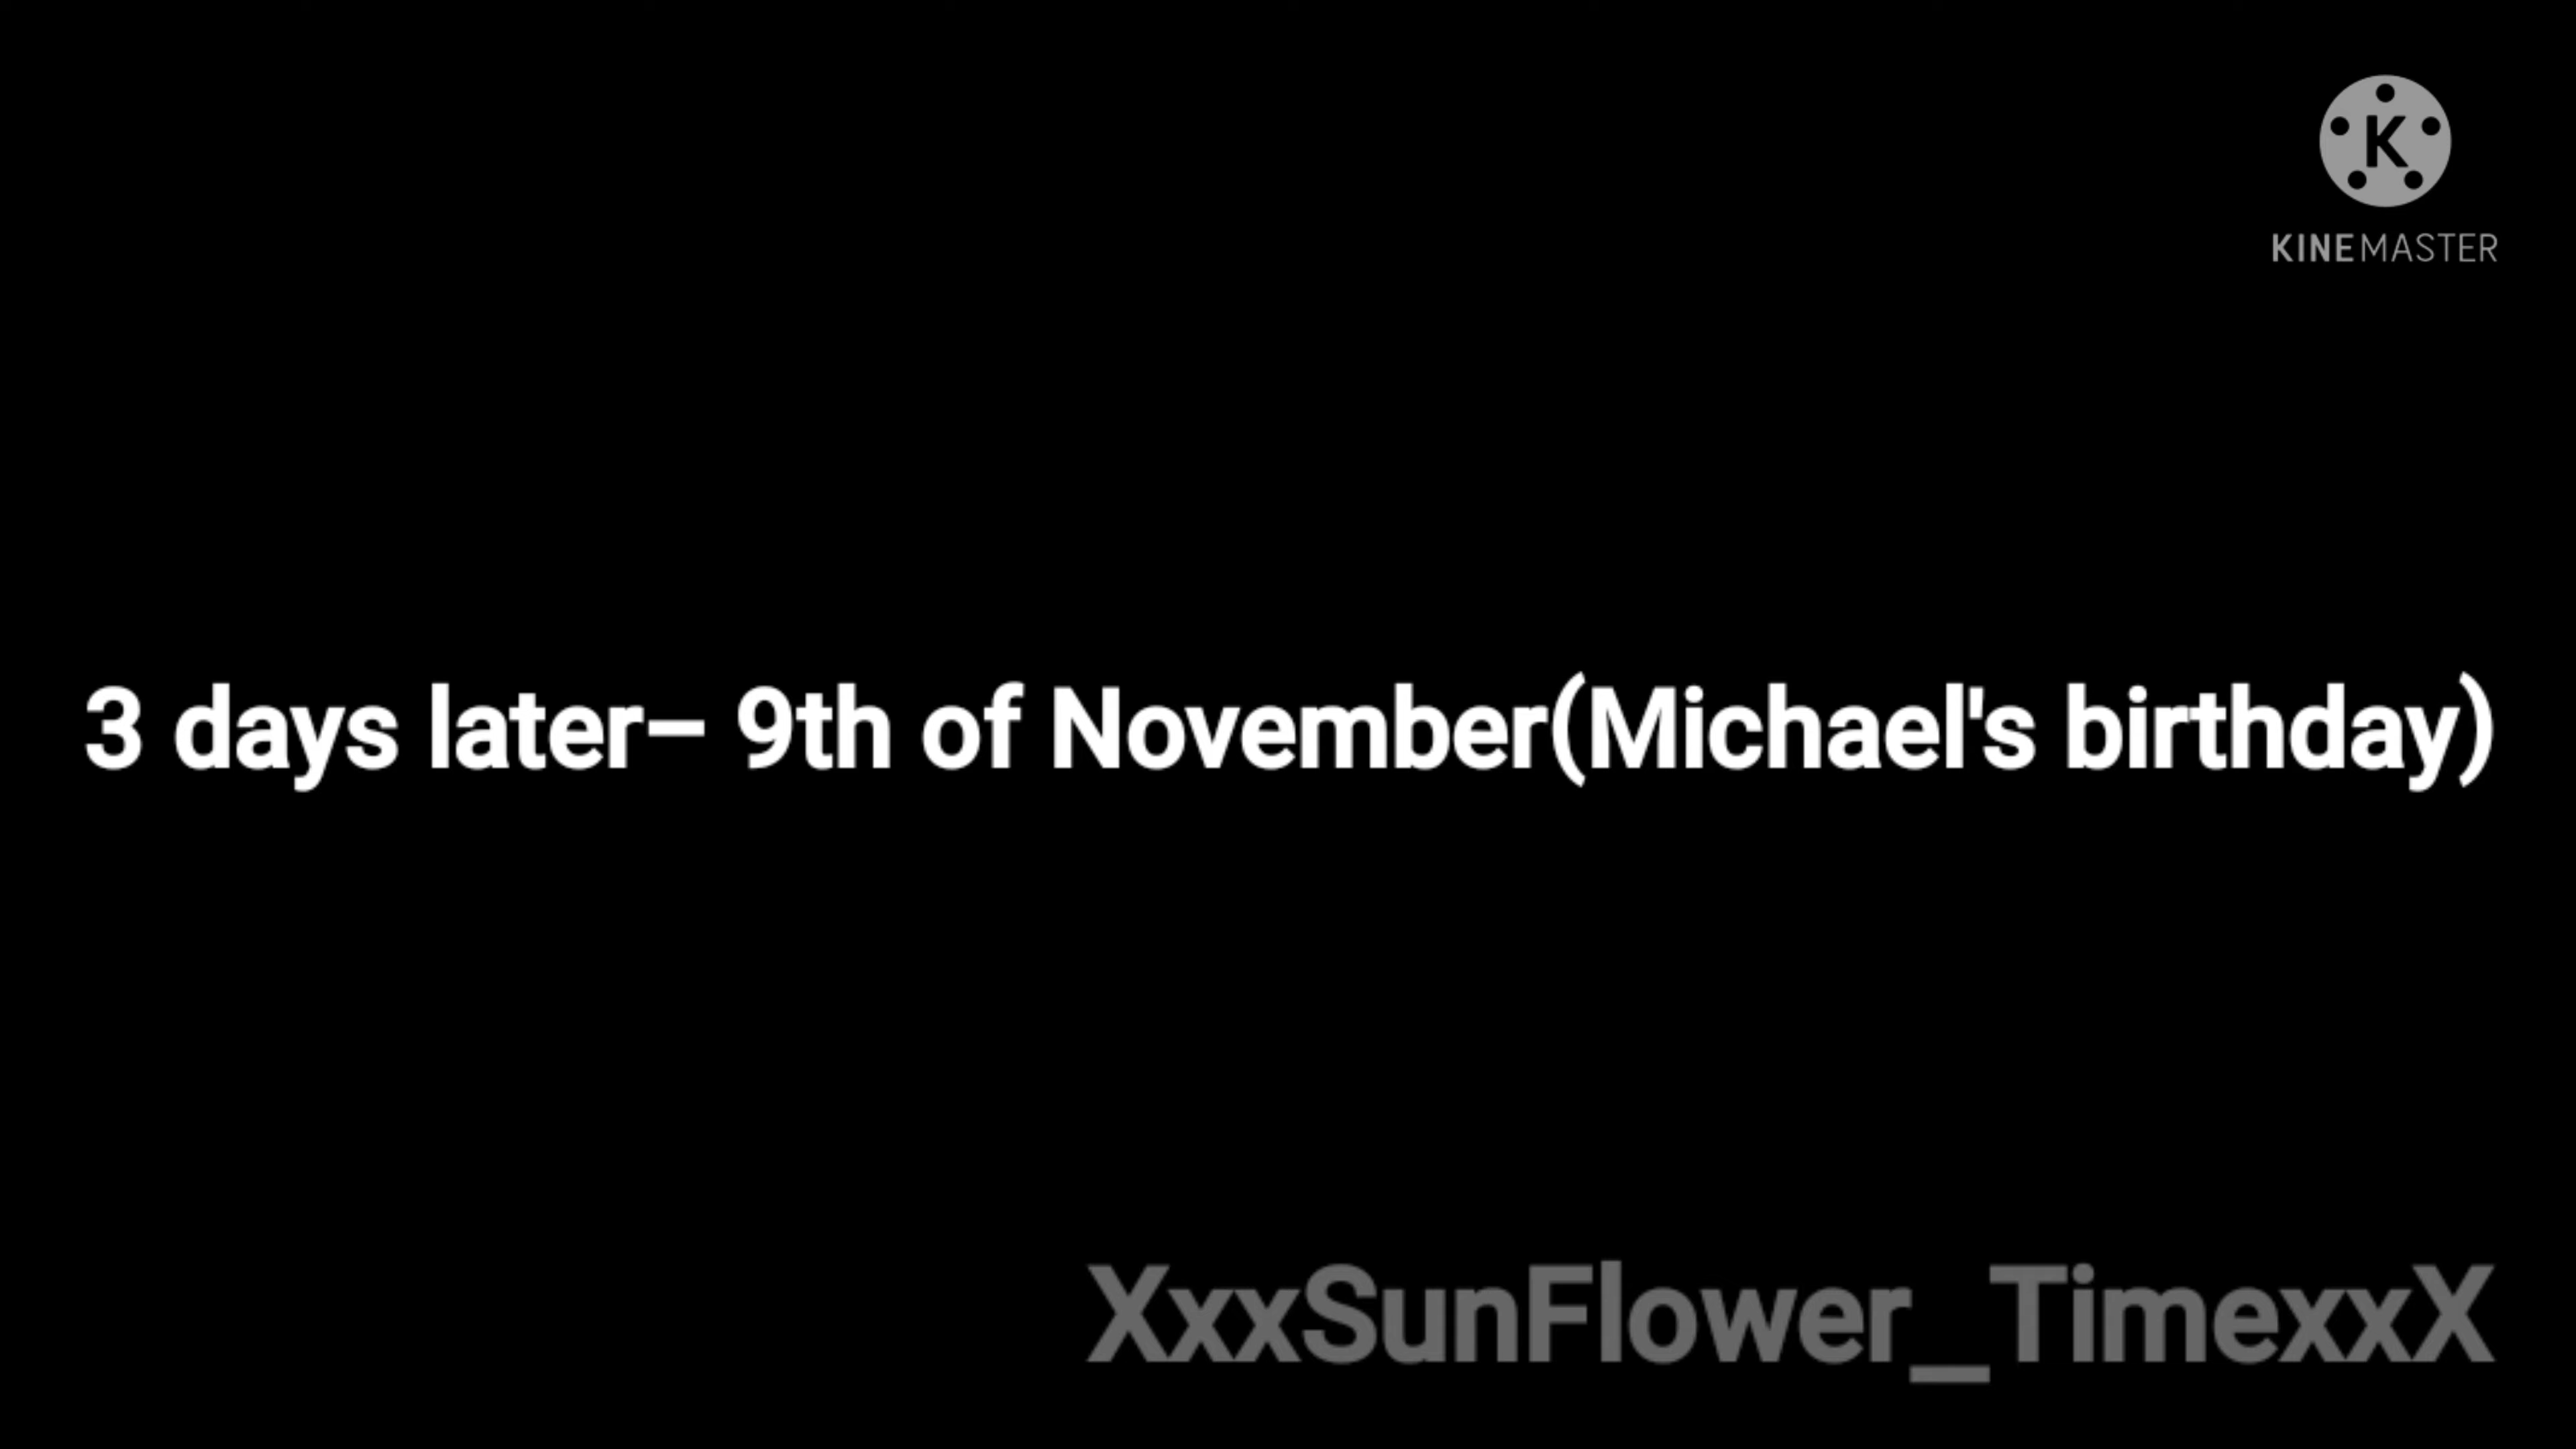 K
KINEMASTER
3 days later– 9th of November(Michael's birthday)
XxxSunFlower_TimexxX